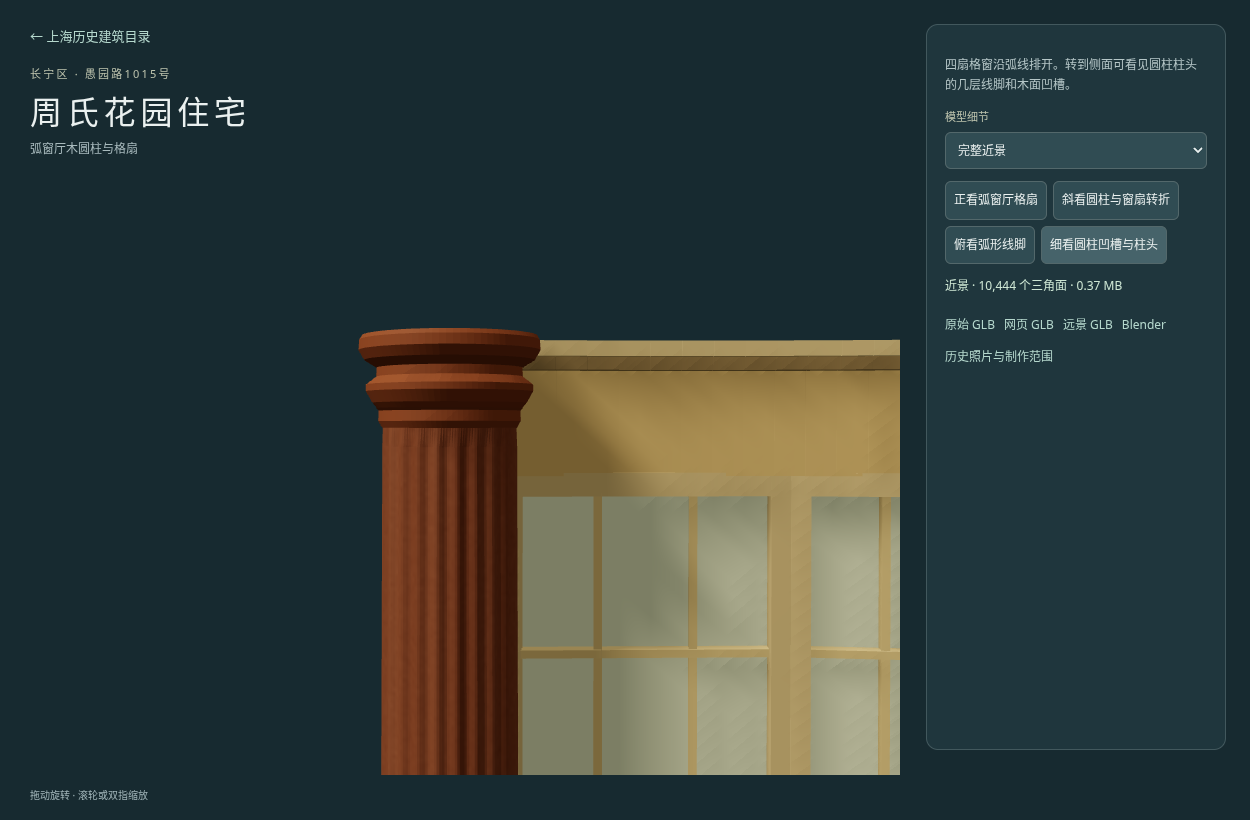 ← 上海历史建筑目录
长宁区 · 愚园路1015号
周氏花园住宅
弧窗厅木圆柱与格扇
四扇格窗沿弧线排开。转到侧面可看见圆柱柱头
的几层线脚和木面凹槽。
模型细节
完整近景
正看弧窗厅格扇 斜看圆柱与窗扇转折
俯看弧形线脚 细看圆柱凹槽与柱头
近景 · 10,444 个三角面 · 0.37 MB
原始 GLB 网页 GLB 远景 GLB Blender
历史照片与制作范围
拖动旋转 · 滚轮或双指缩放